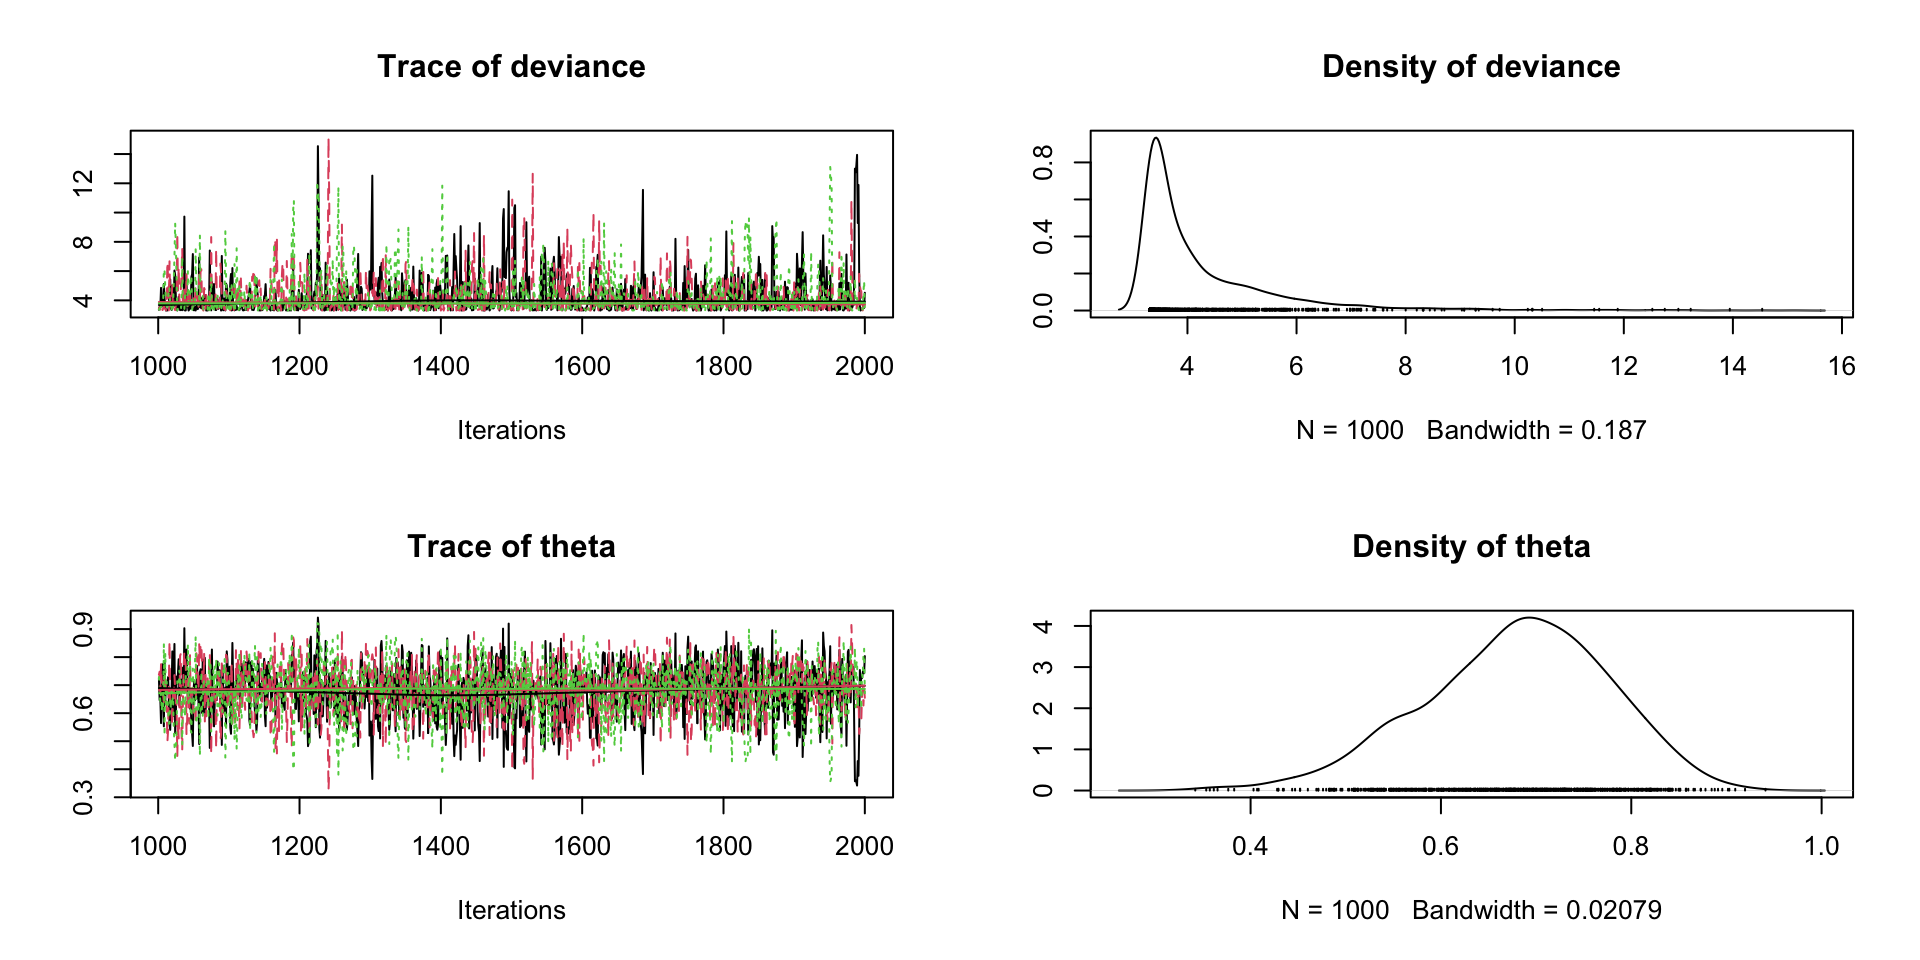 Trace of deviance
4 8 12
1000 1200 1400 1600 1800 2000
Iterations
Density of deviance
0.0 0.4 0.8
4 6 8 10 12 14 16
N = 1000 Bandwidth = 0.187
Trace of theta
0.3 0.6 0.9
1000 1200 1400 1600 1800 2000
Iterations
Density of theta
0 1 2 3 4
0.4 0.6 0.8 1.0
N = 1000 Bandwidth = 0.02079